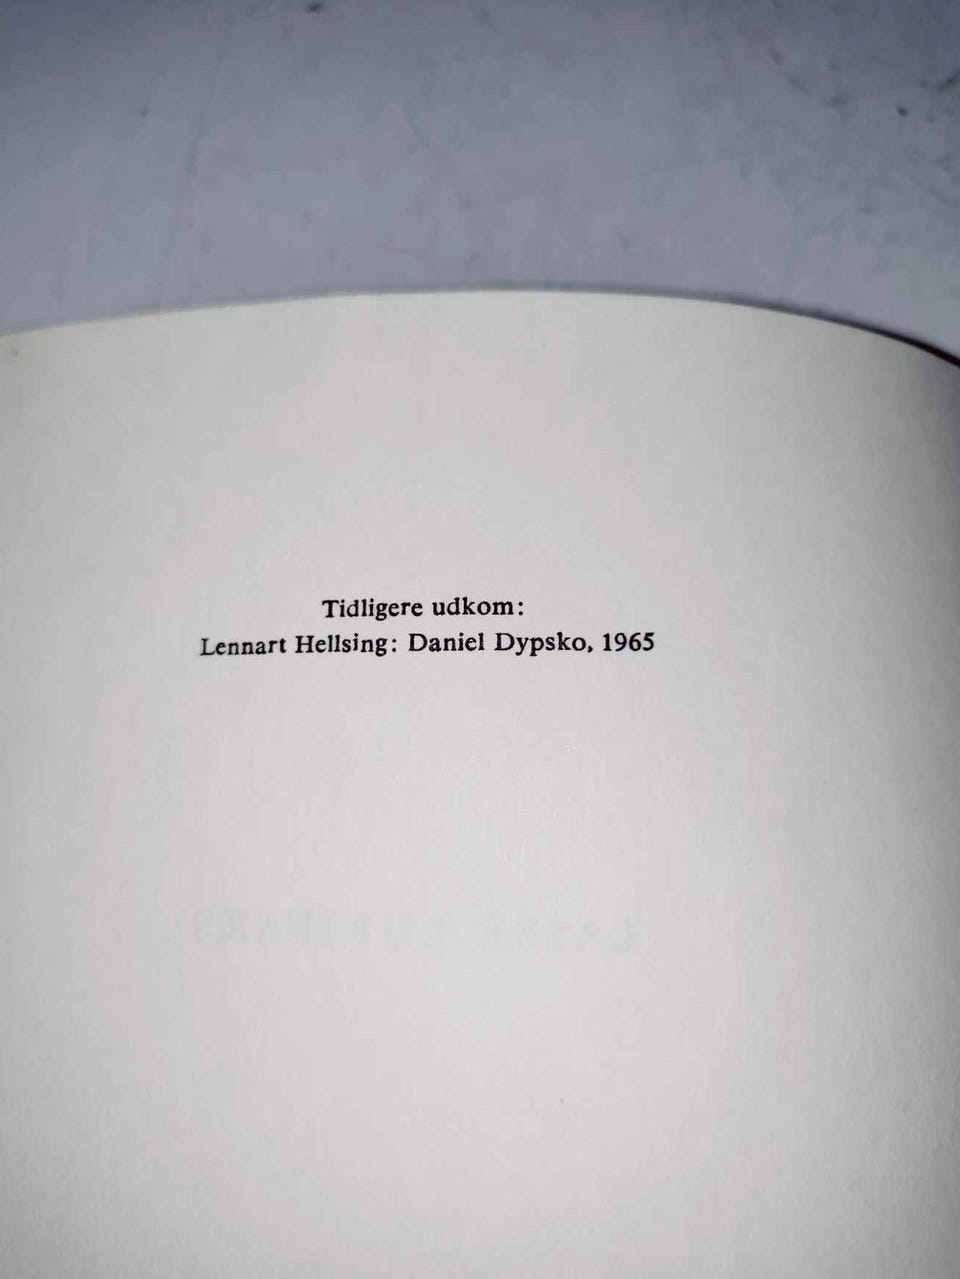 Tidligere udkom:
Lennart Hellsing: Daniel Dypsko, 1965